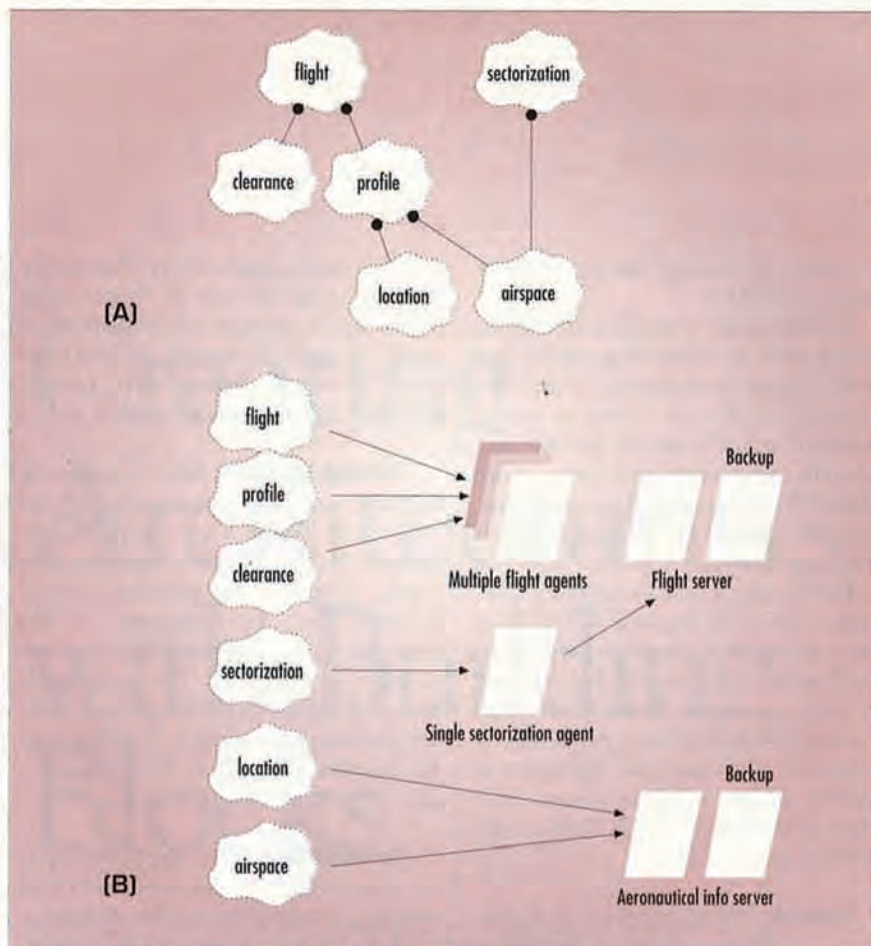 flight
sectorization
clearance
profile
location
airspace
(A)
flight
profile
clearance
sectorization
location
airspace
(B)
Backup
Multiple flight agents
Flight server
Single sectorization agent
Backup
Aeronautical info server